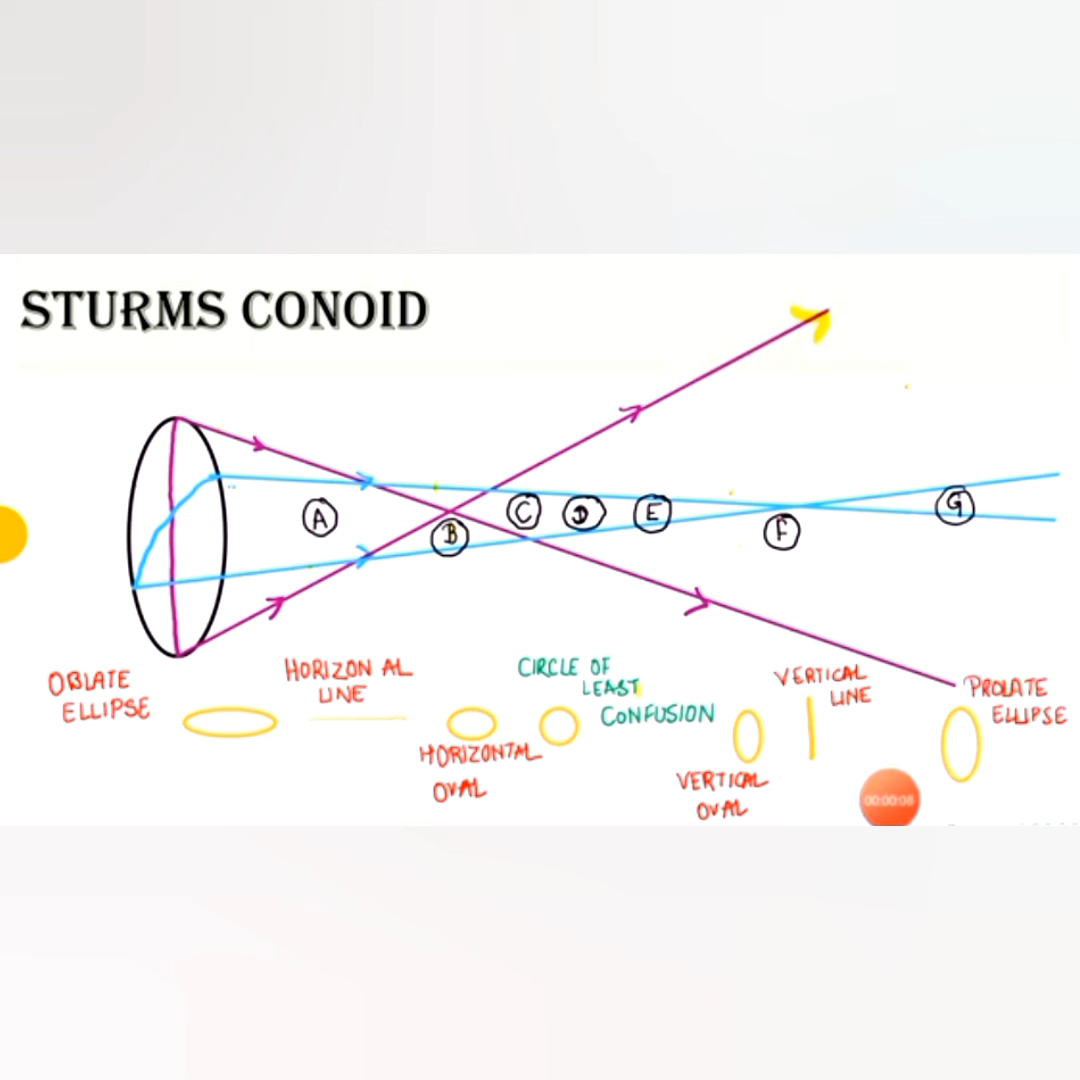 STURMS CONOID
A
B
C
D
E
F
G
OBLATE
ELLIPSE
HORIZON AL
LINE
HORIZONTAL
OVAL
CIRCLE OF
LEAST
CONFUSION
VERTICAL
OVAL
VERTICAL
LINE
PROLATE
ELLIPSE
00:00:08